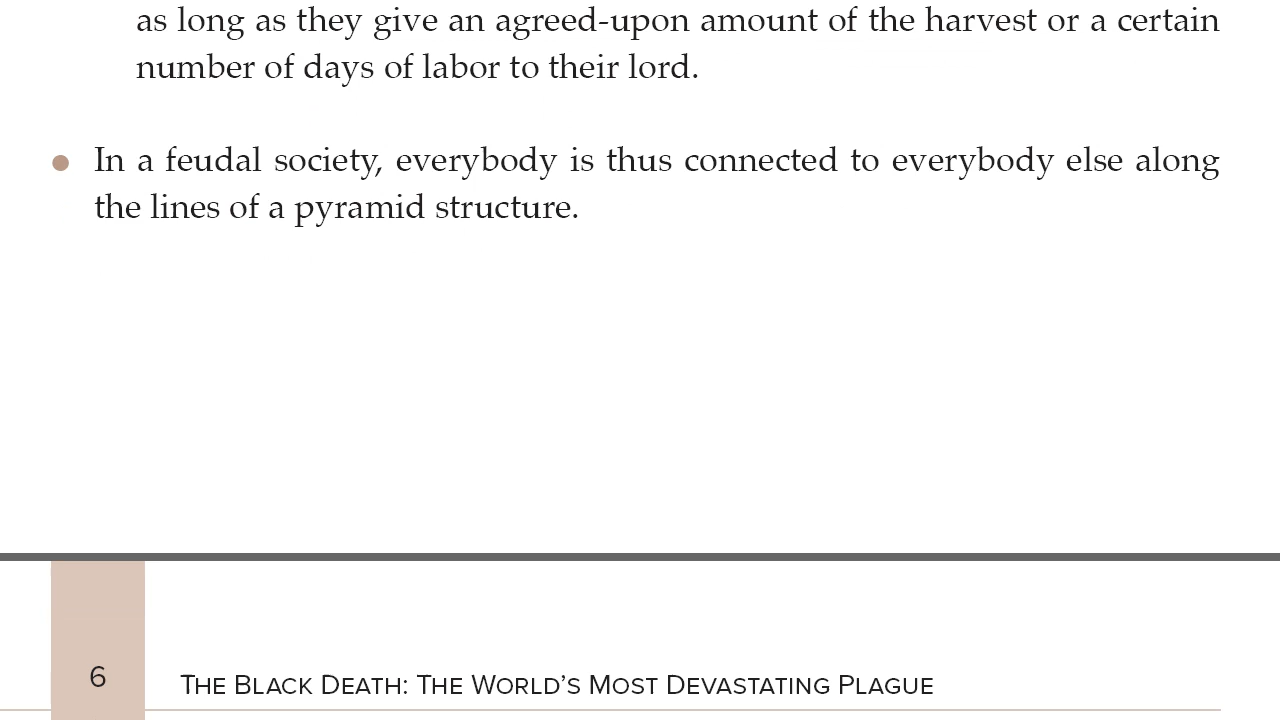 as long as they give an agreed-upon amount of the harvest or a certain
number of days of labor to their lord.
In a feudal society, everybody is thus connected to everybody else along
the lines of a pyramid structure.
6
The Black Death: The World’s Most Devastating Plague